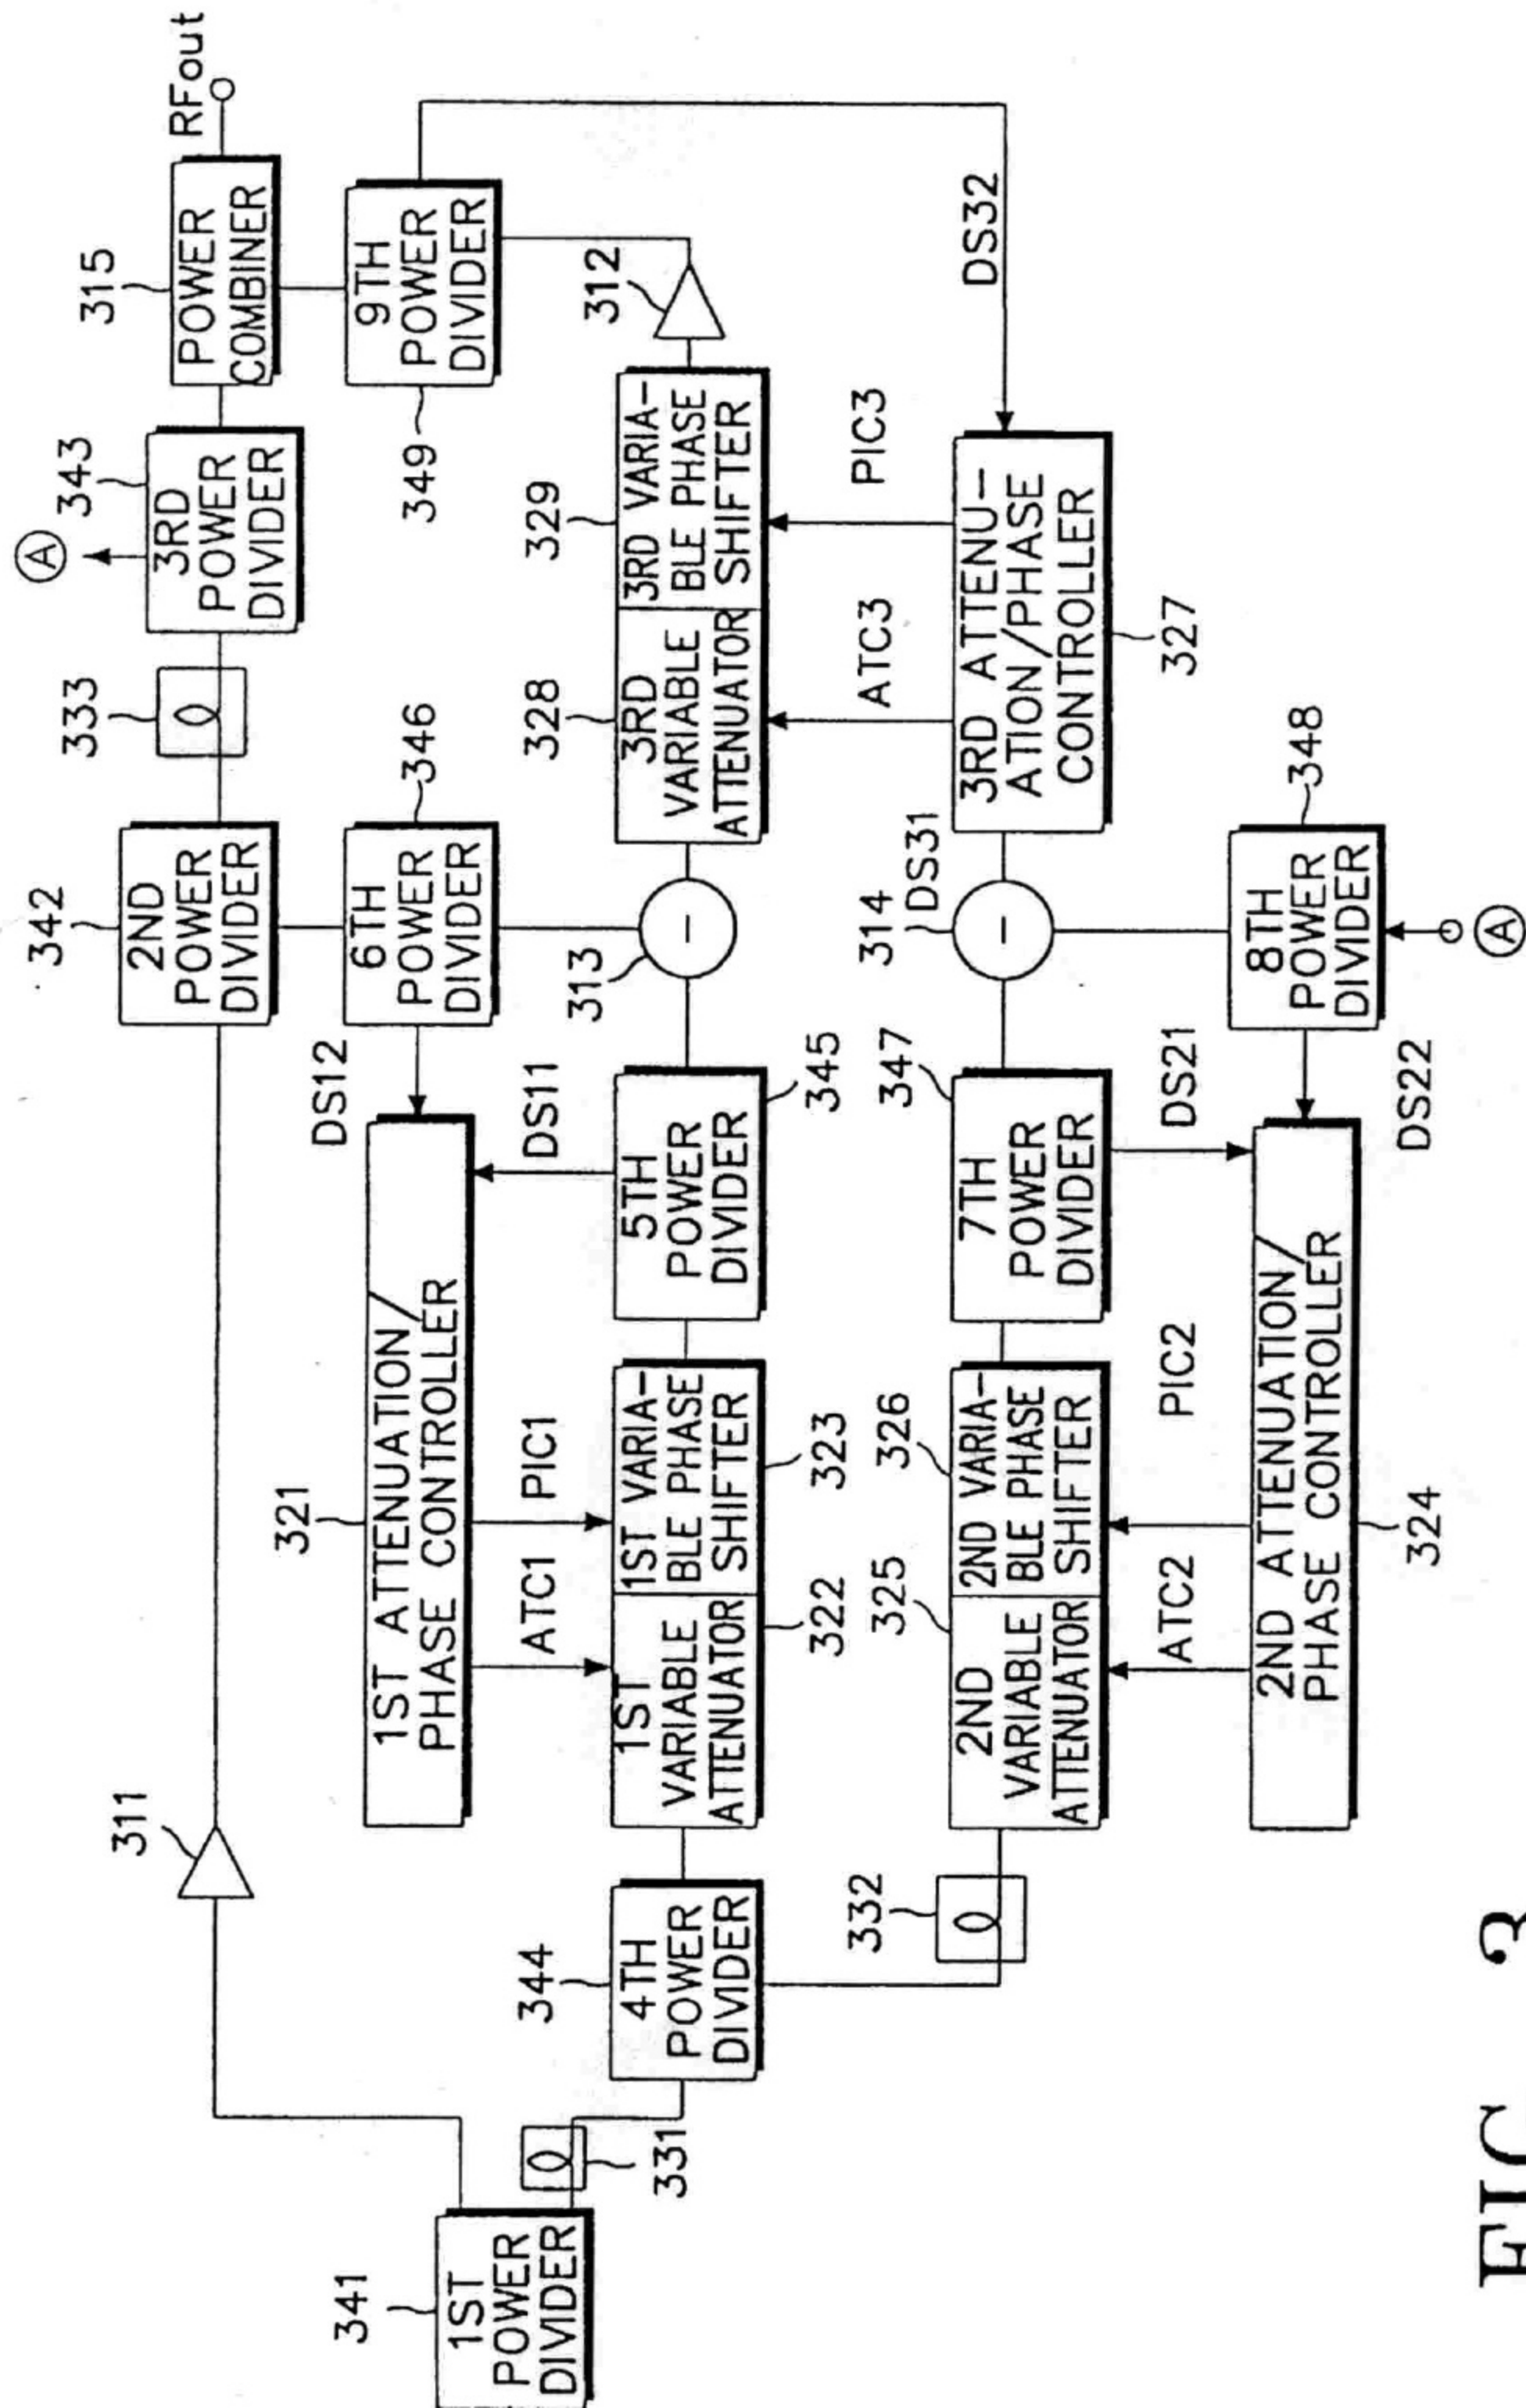 RFout
315
POWER
COMBINER
A
343
3RD
POWER
DIVIDER
333
342
2ND
POWER
DIVIDER
311
9TH
POWER
DIVIDER
349
346
6TH
POWER
DIVIDER
DS12
321
1ST ATTENUATION/
PHASE CONTROLLER
DS11
PIC1
ATC1
312
329
3RD VARIA-
BLE PHASE
SHIFTER
328
3RD
VARIABLE
ATTENUATOR
313
345
5TH
POWER
DIVIDER
323
1ST VARIA-
BLE PHASE
SHIFTER
322
1ST
VARIABLE
ATTENUATOR
344
4TH
POWER
DIVIDER
331
341
1ST
POWER
DIVIDER
DS32
PIC3
ATC3
3RD ATTENU-
ATION/PHASE
CONTROLLER
327
DS31
314
347
7TH
POWER
DIVIDER
326
2ND VARIA-
BLE PHASE
SHIFTER
325
2ND
VARIABLE
ATTENUATOR
332
348
8TH
POWER
DIVIDER
A
DS21
DS22
PIC2
ATC2
2ND ATTENUATION/
PHASE CONTROLLER
324
FIG. 3